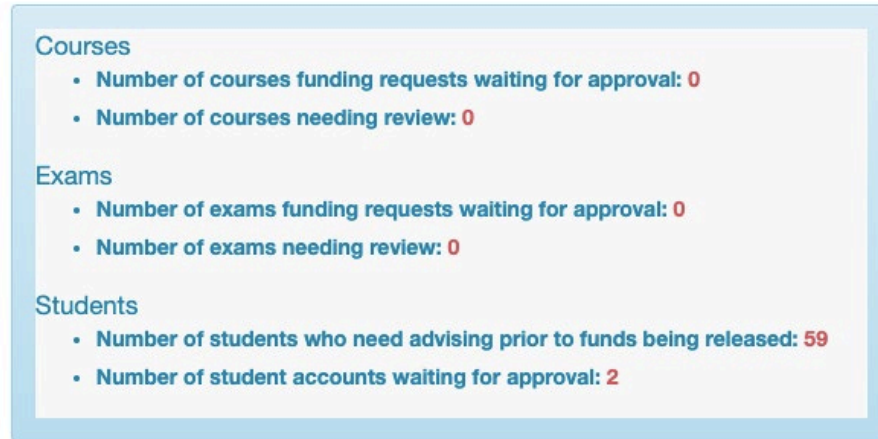 Courses
• Number of courses funding requests waiting for approval: 0
• Number of courses needing review: 0
Exams
• Number of exams funding requests waiting for approval: 0
• Number of exams needing review: 0
Students
• Number of students who need advising prior to funds being released: 59
• Number of student accounts waiting for approval: 2